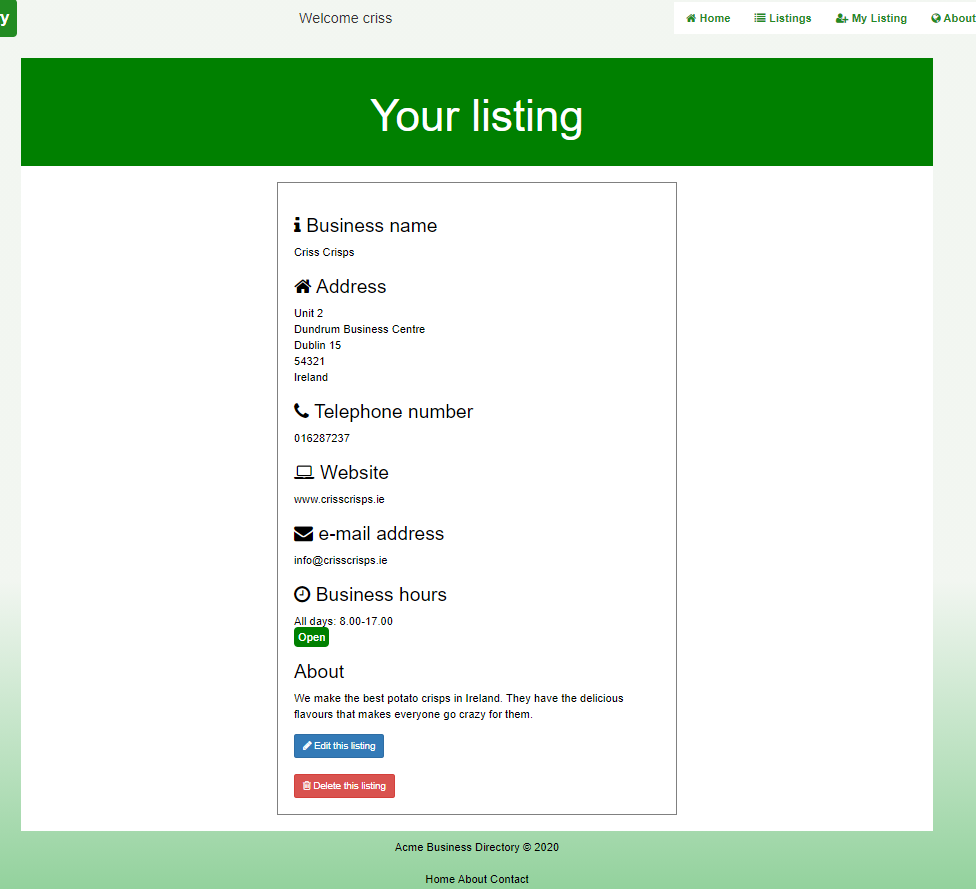 y
Welcome criss
Home Listings My Listing About
Your listing
Business name
Criss Crisps
Address
Unit 2
Dundrum Business Centre
Dublin 15
54321
Ireland
Telephone number
016287237
Website
www.crisscrisps.ie
e-mail address
info@crisscrisps.ie
Business hours
All days: 8.00-17.00
Open
About
We make the best potato crisps in Ireland. They have the delicious
flavours that makes everyone go crazy for them.
Edit this listing
Delete this listing
Acme Business Directory © 2020
Home About Contact